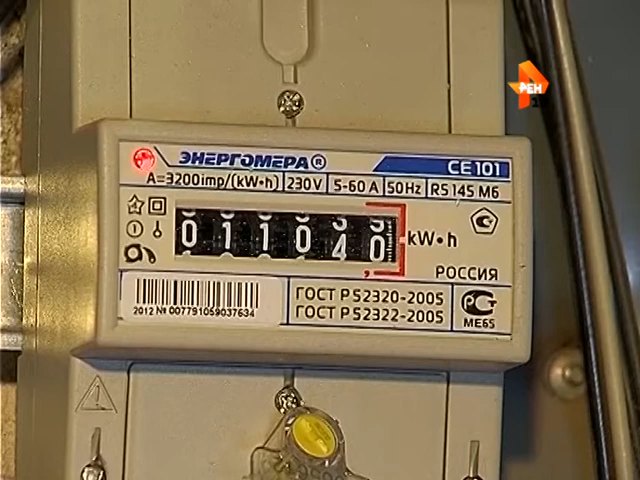 РЕН
ЭНЕРГОМЕРА®
CE 101
A=3200imp/(kW•h) 230V 5-60 A 50Hz R5 145 M6
011040 kW•h
,
РОССИЯ
2012 № 007791059037634
ГОСТ Р 52320-2005
ГОСТ Р 52322-2005
РСТ
МЕ65